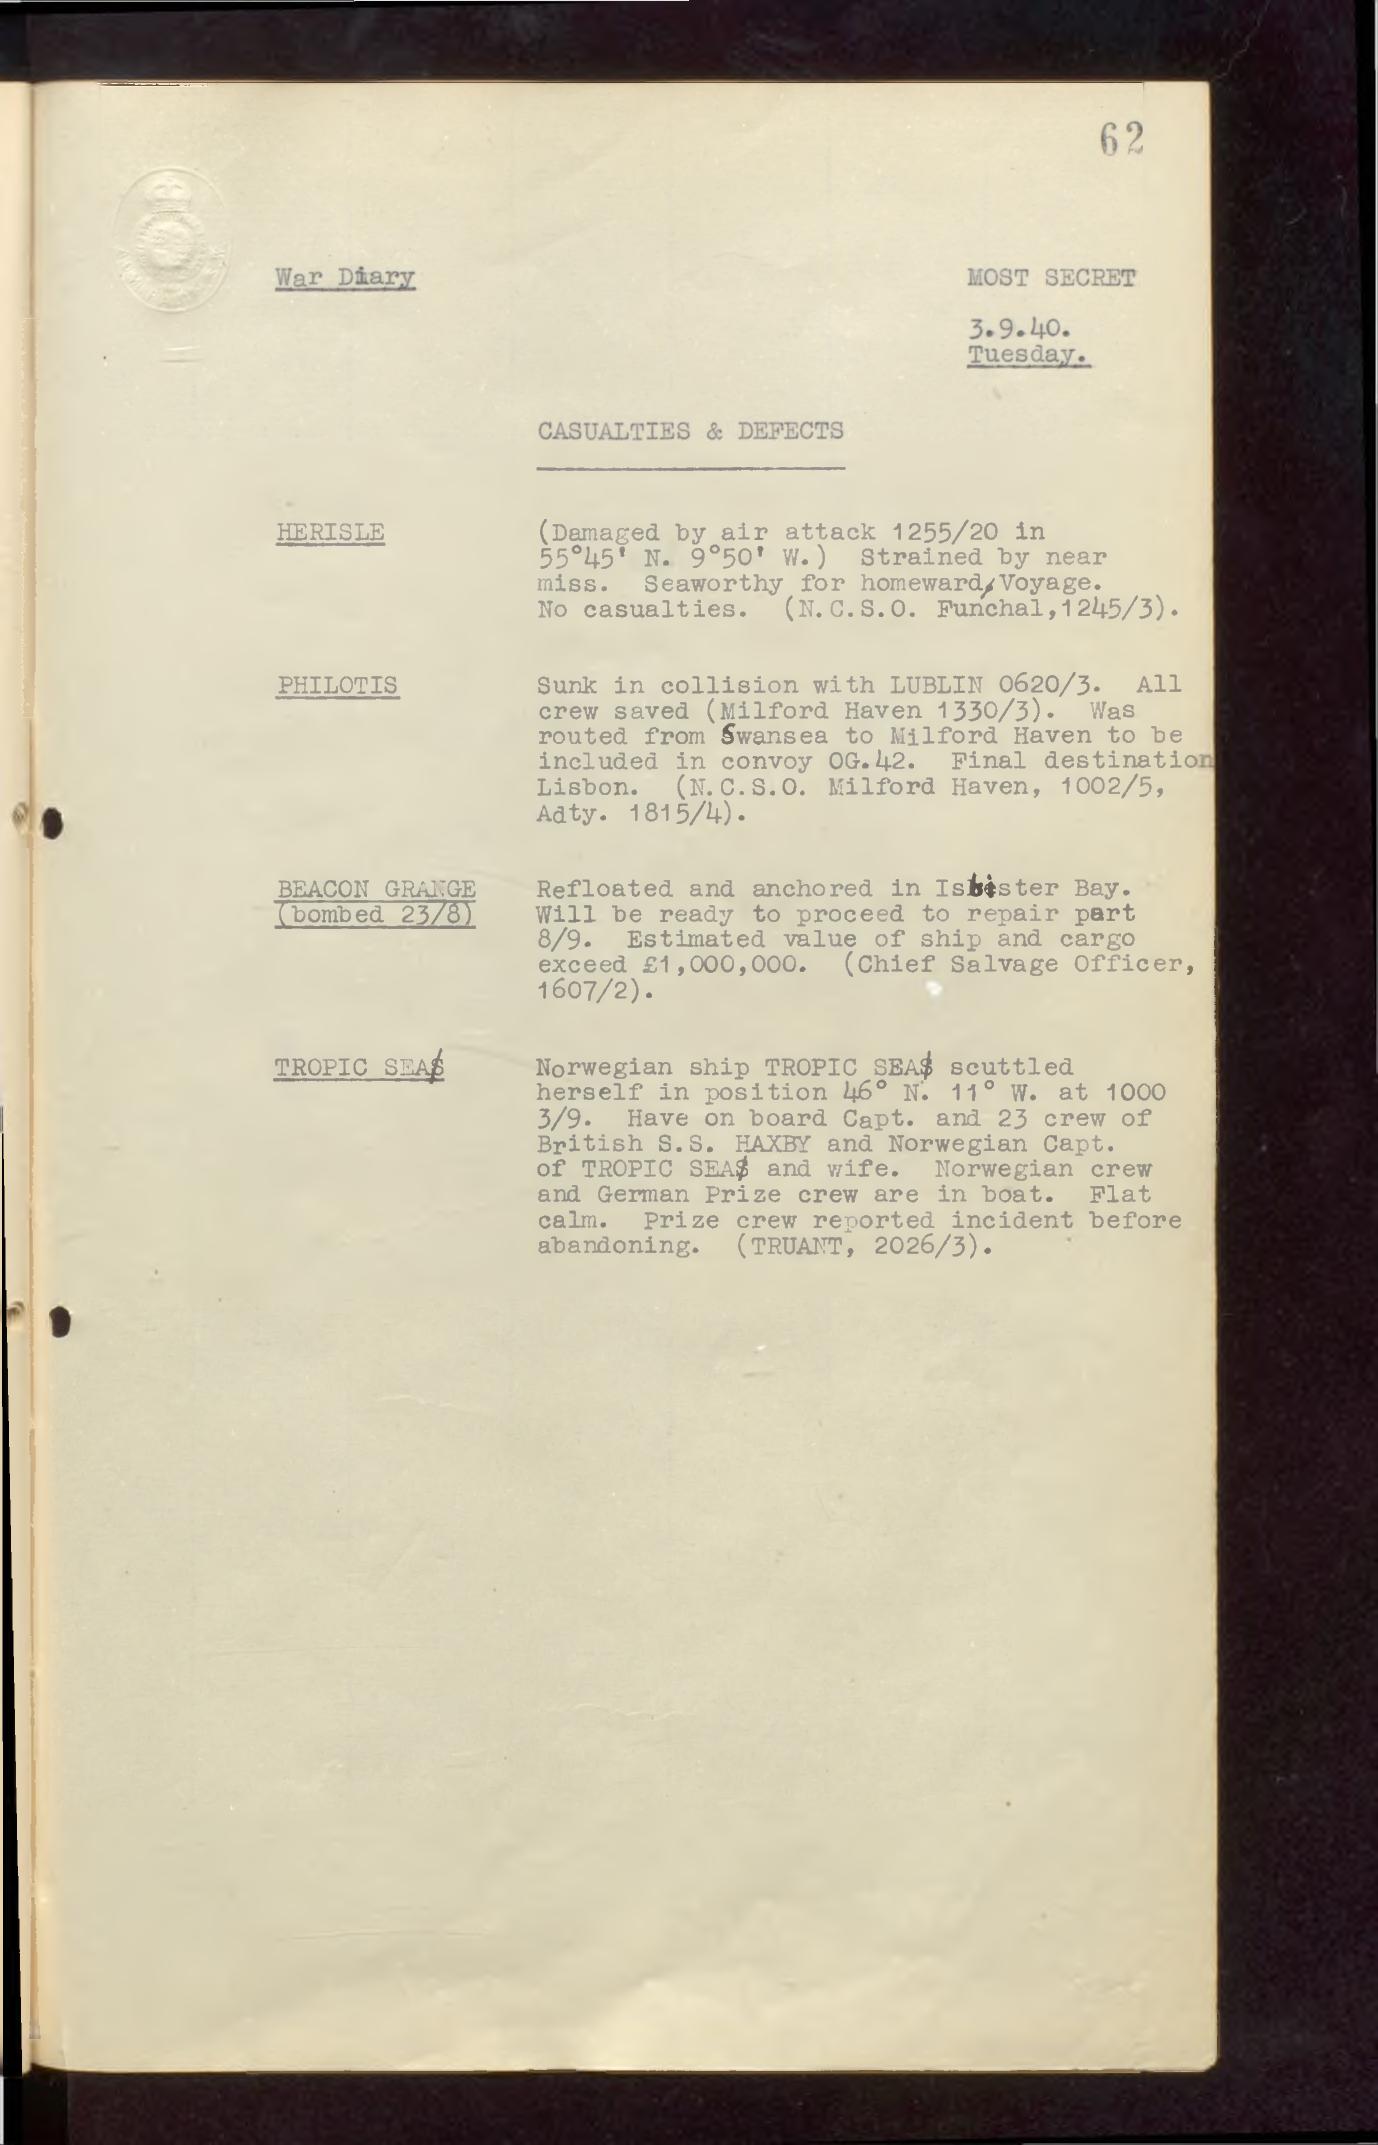 62
War Diary
MOST SECRET
3.9.40.
Tuesday.
CASUALTIES & DEFECTS
HERISLE
(Damaged by air attack 1255/20 in
55°45' N. 9°50' W.) Strained by near
miss. Seaworthy for homeward Voyage.
No casualties. (N.C.S.O. Funchal,1245/3).
PHILOTIS
Sunk in collision with LUBLIN 0620/3. All
crew saved (Milford Haven 1330/3). Was
routed from Swansea to Milford Haven to be
included in convoy OG.42. Final destination
Lisbon. (N.C.S.O. Milford Haven, 1002/5,
Adty. 1815/4).
BEACON GRANGE
(bombed 23/8)
Refloated and anchored in Isbister Bay.
Will be ready to proceed to repair part
8/9. Estimated value of ship and cargo
exceed £1,000,000. (Chief Salvage Officer,
1607/2).
TROPIC SEA
Norwegian ship TROPIC SEA scuttled
herself in position 46° N. 11° W. at 1000
3/9. Have on board Capt. and 23 crew of
British S.S. HAXBY and Norwegian Capt.
of TROPIC SEA and wife. Norwegian crew
and German Prize crew are in boat. Flat
calm. Prize crew reported incident before
abandoning. (TRUANT, 2026/3).